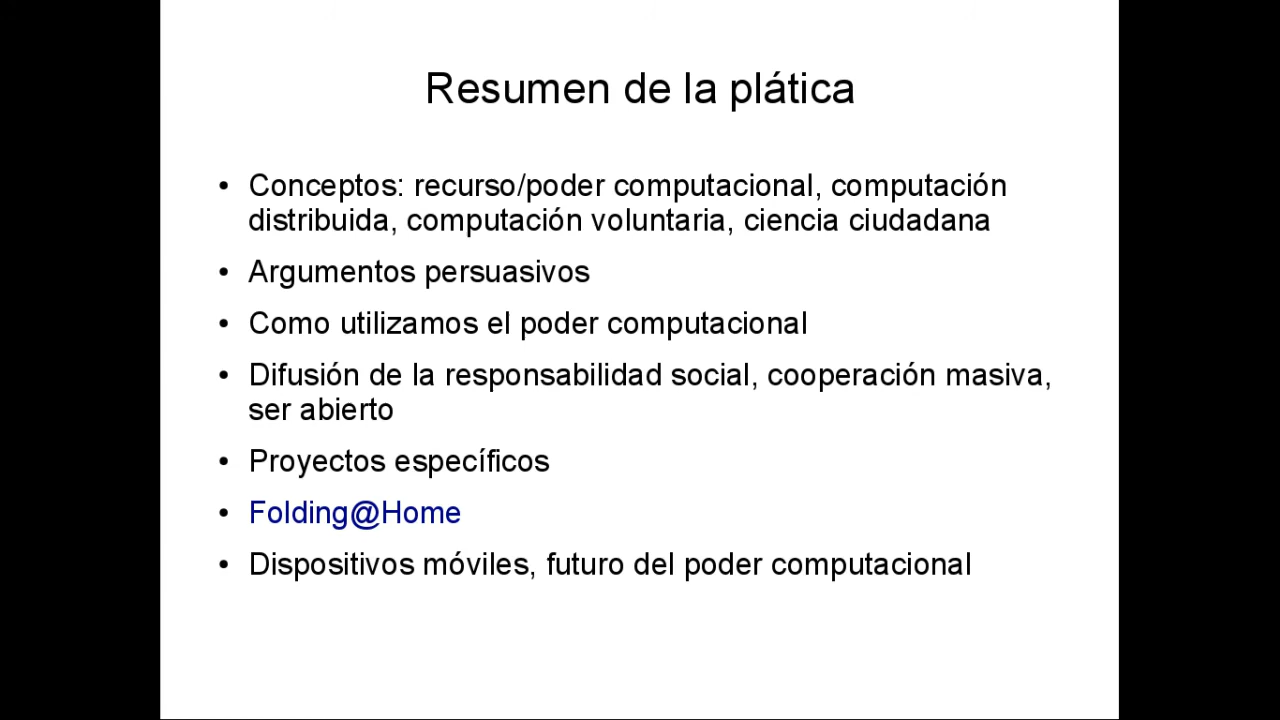 Resumen de la plática
• Conceptos: recurso/poder computacional, computación
distribuida, computación voluntaria, ciencia ciudadana
• Argumentos persuasivos
• Como utilizamos el poder computacional
• Difusión de la responsabilidad social, cooperación masiva,
ser abierto
• Proyectos específicos
• Folding@Home
• Dispositivos móviles, futuro del poder computacional